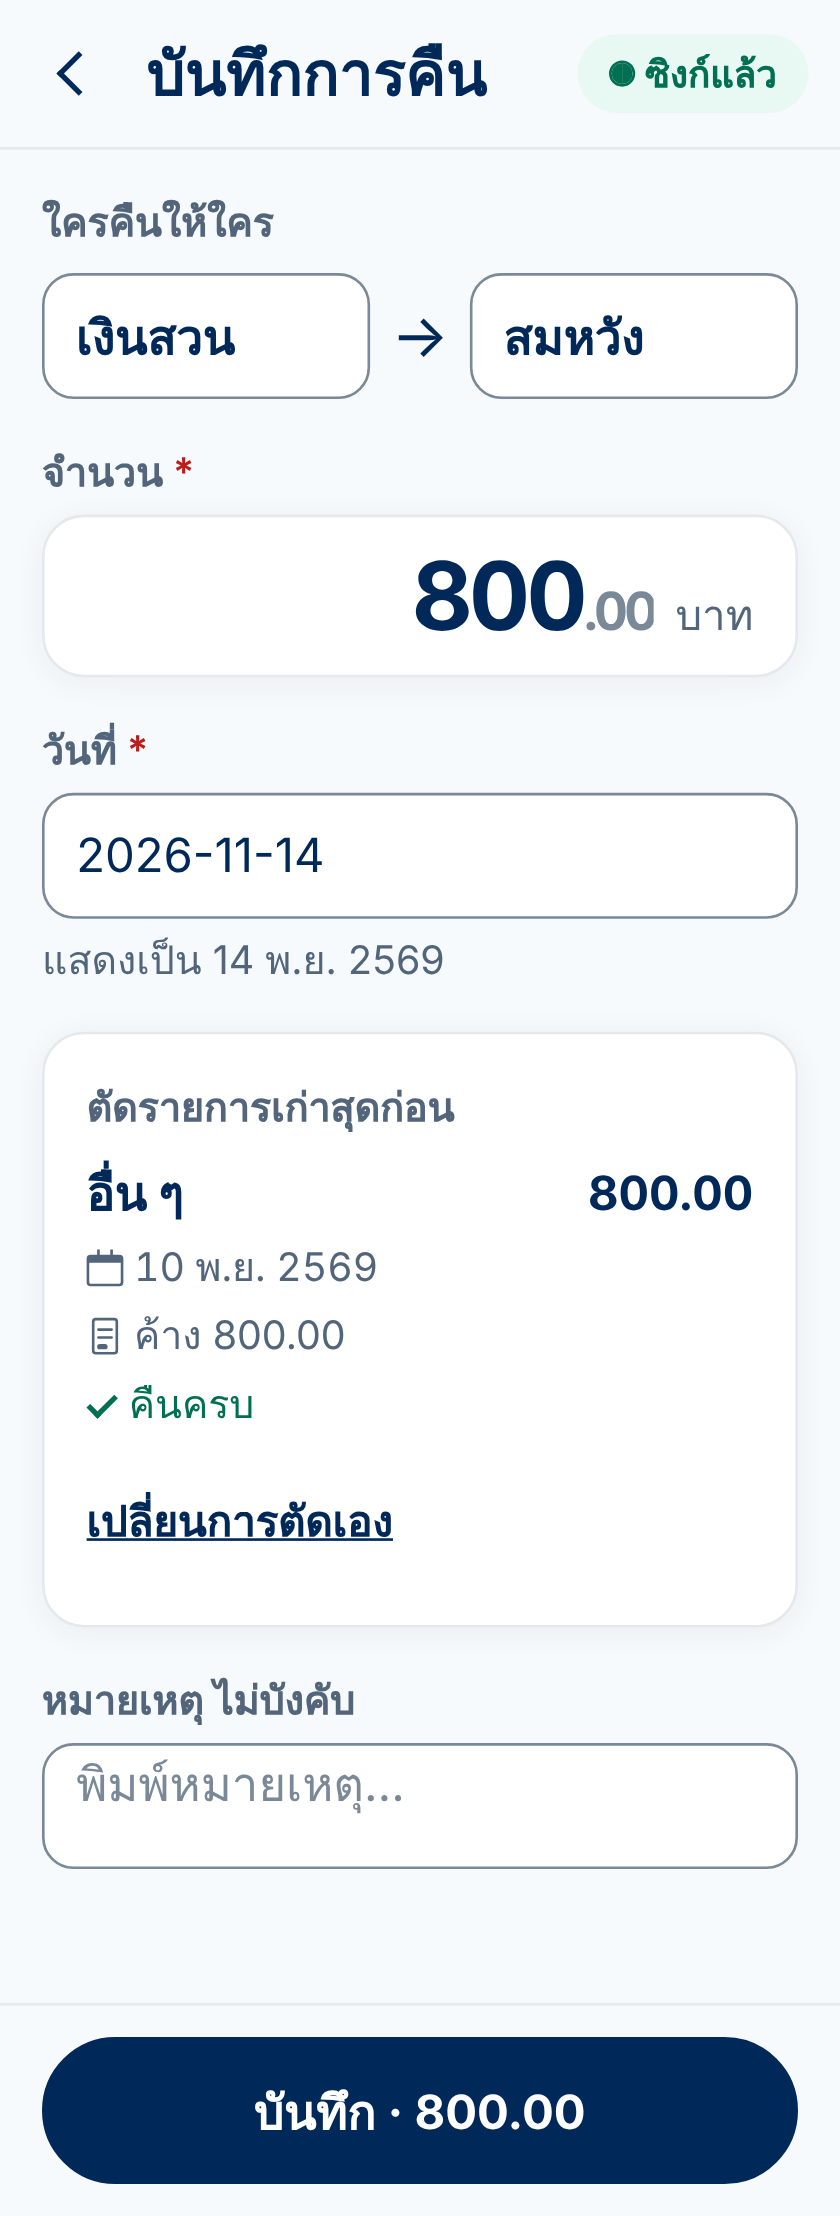 บันทึกการคืน
ซิงก์แล้ว
ใครคืนให้ใคร
เงินสวน → สมหวัง
จำนวน *
800.00 บาท
วันที่ *
2026-11-14
แสดงเป็น 14 พ.ย. 2569
ตัดรายการเก่าสุดก่อน
อื่น ๆ 800.00
10 พ.ย. 2569
ค้าง 800.00
คืนครบ
เปลี่ยนการตัดเอง
หมายเหตุ ไม่บังคับ
พิมพ์หมายเหตุ...
บันทึก · 800.00